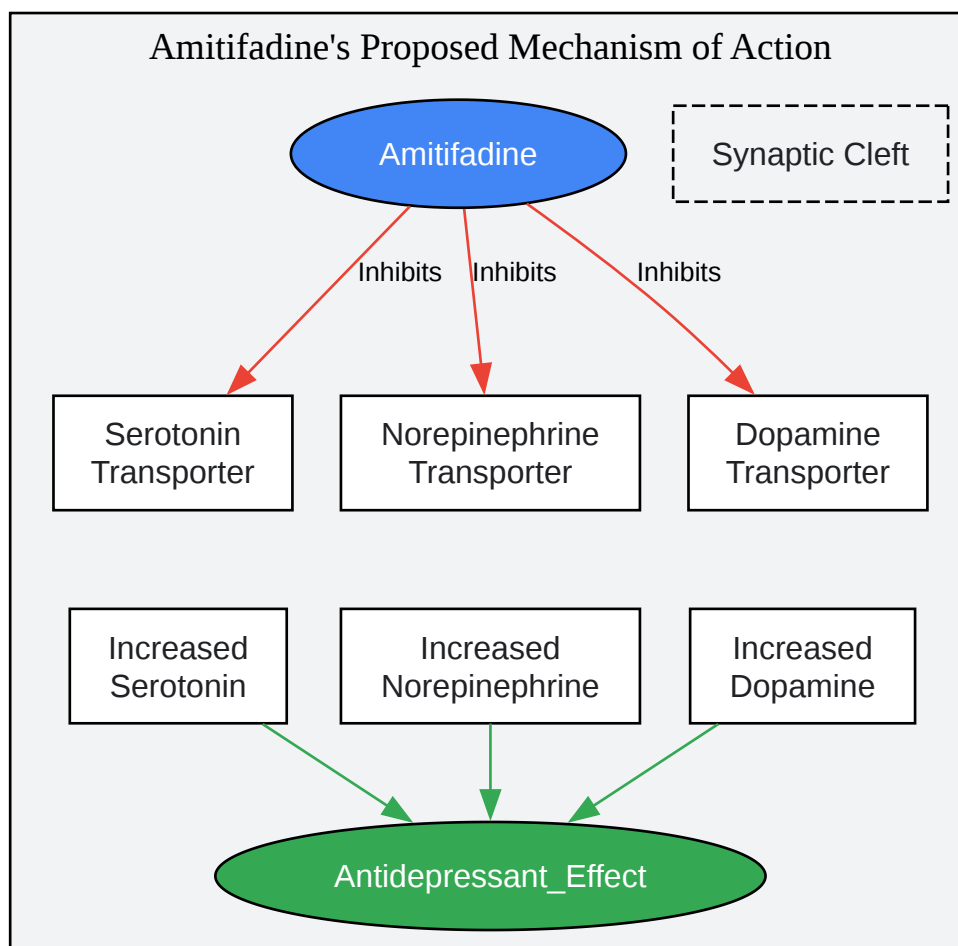 Amitifadine's Proposed Mechanism of Action
Amitifadine
Synaptic Cleft
Inhibits
Inhibits
Inhibits
Serotonin
Transporter
Norepinephrine
Transporter
Dopamine
Transporter
Increased
Serotonin
Increased
Norepinephrine
Increased
Dopamine
Antidepressant_Effect